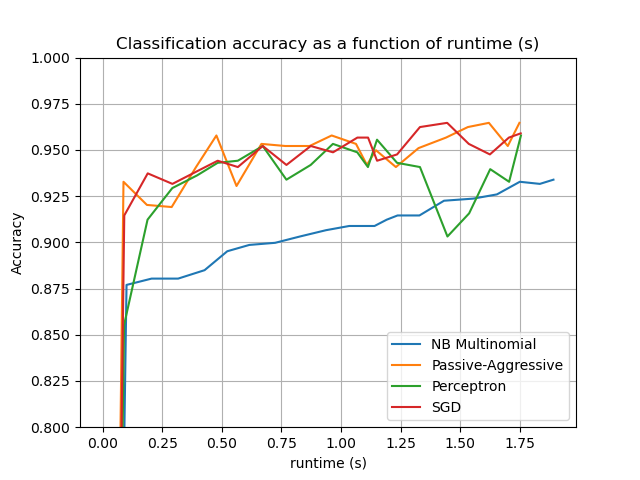 Classification accuracy as a function of runtime (s)
1.000
0.975
0.950
0.925
0.900
0.875
0.850
0.825
0.800
Accuracy
NB Multinomial
Passive-Aggressive
Perceptron
SGD
0.00 0.25 0.50 0.75 1.00 1.25 1.50 1.75
runtime (s)